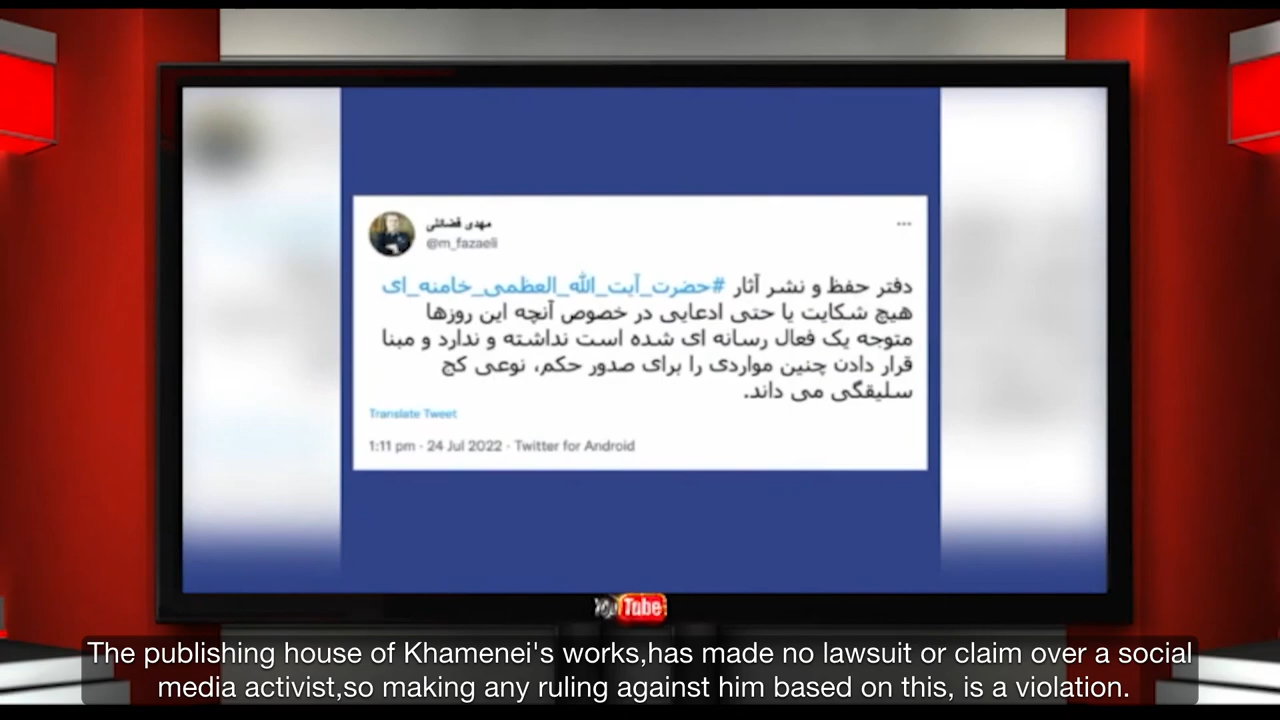 مهدی فضائلی
@m_fazaeli
دفتر حفظ و نشر آثار #حضرت_آیت_الله_العظمی_خامنه_ای
هیچ شکایت یا حتی ادعایی در خصوص آنچه این روزها
متوجه یک فعال رسانه ای شده است نداشته و ندارد و مبنا
قرار دادن چنین مواردی را برای صدور حکم، نوعی کج
سلیقگی می داند.
Translate Tweet
1:11 pm · 24 Jul 2022 · Twitter for Android
YouTube
The publishing house of Khamenei's works,has made no lawsuit or claim over a social
media activist,so making any ruling against him based on this, is a violation.